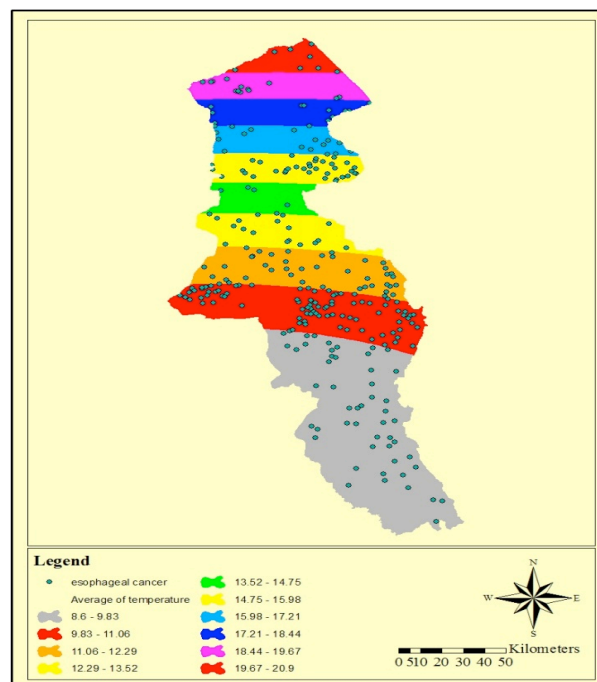 Legend
esophageal cancer
Average of temperature
8.6 - 9.83
9.83 - 11.06
11.06 - 12.29
12.29 - 13.52
13.52 - 14.75
14.75 - 15.98
15.98 - 17.21
17.21 - 18.44
18.44 - 19.67
19.67 - 20.9
N
W E
S
Kilometers
0 5 10 20 30 40 50